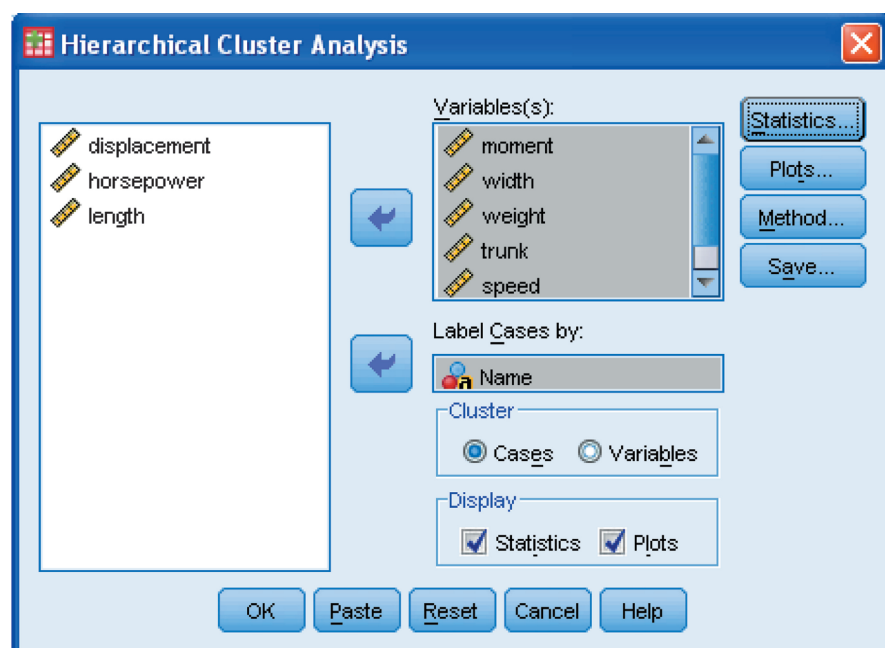 Hierarchical Cluster Analysis
displacement
horsepower
length
Variables(s):
moment
width
weight
trunk
speed
Label Cases by:
a Name
Cluster
Cases Variables
Display
Statistics Plots
Statistics...
Plots...
Method...
Save...
OK Paste Reset Cancel Help